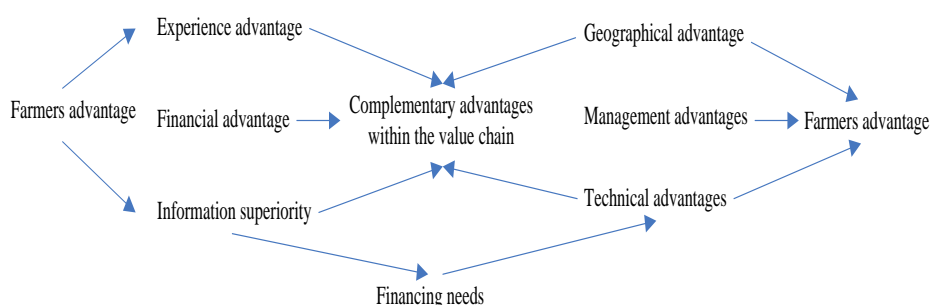 Experience advantage
Geographical advantage
Farmers advantage
Financial advantage
Complementary advantages
within the value chain
Management advantages
Farmers advantage
Information superiority
Technical advantages
Financing needs